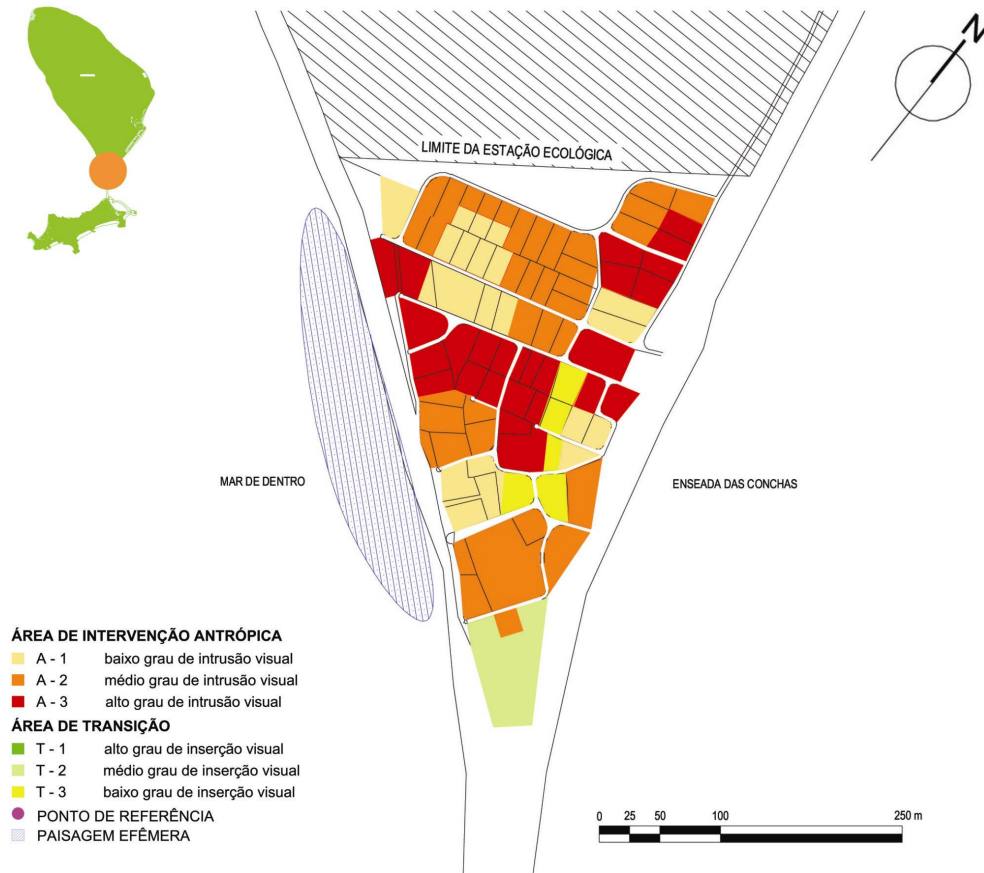 N
LIMITE DA ESTAÇÃO ECOLÓGICA
MAR DE DENTRO
ENSEADA DAS CONCHAS
ÁREA DE INTERVENÇÃO ANTRÓPICA
A - 1 baixo grau de intrusão visual
A - 2 médio grau de intrusão visual
A - 3 alto grau de intrusão visual
ÁREA DE TRANSIÇÃO
T - 1 alto grau de inserção visual
T - 2 médio grau de inserção visual
T - 3 baixo grau de inserção visual
PONTO DE REFERÊNCIA
PAISAGEM EFÊMERA
0 25 50 100 250 m